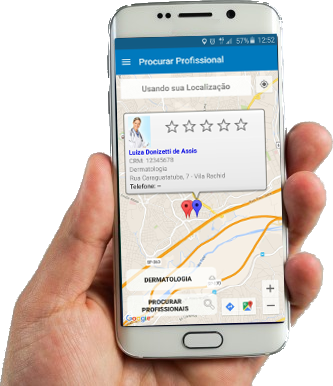 57% 12:52
Procurar Profissional
Usando sua Localização
Luiza Donizetti de Assis
CRM: 12345678
Dermatologia
Rua Caraguatatuba, 7 - Vila Rachid
Telefone: --
DERMATOLOGIA
PROCURAR
PROFISSIONAIS
+
−
Google